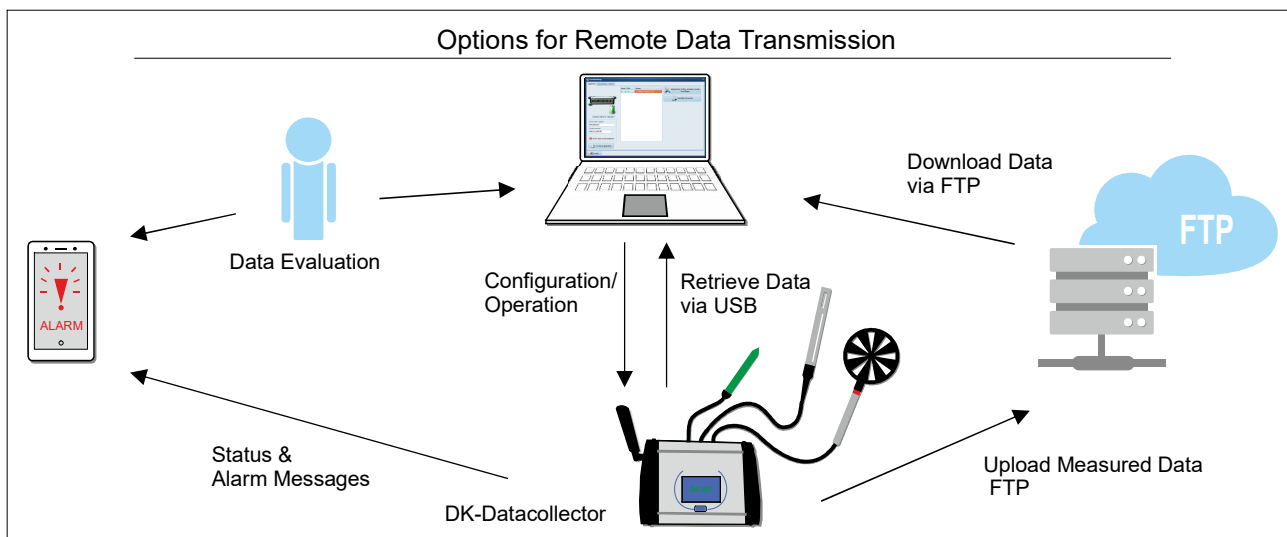 Options for Remote Data Transmission
Download Data
via FTP
FTP
Data Evaluation
Configuration/
Operation
Retrieve Data
via USB
ALARM
Status &
Alarm Messages
DK-Datacollector
Upload Measured Data
FTP